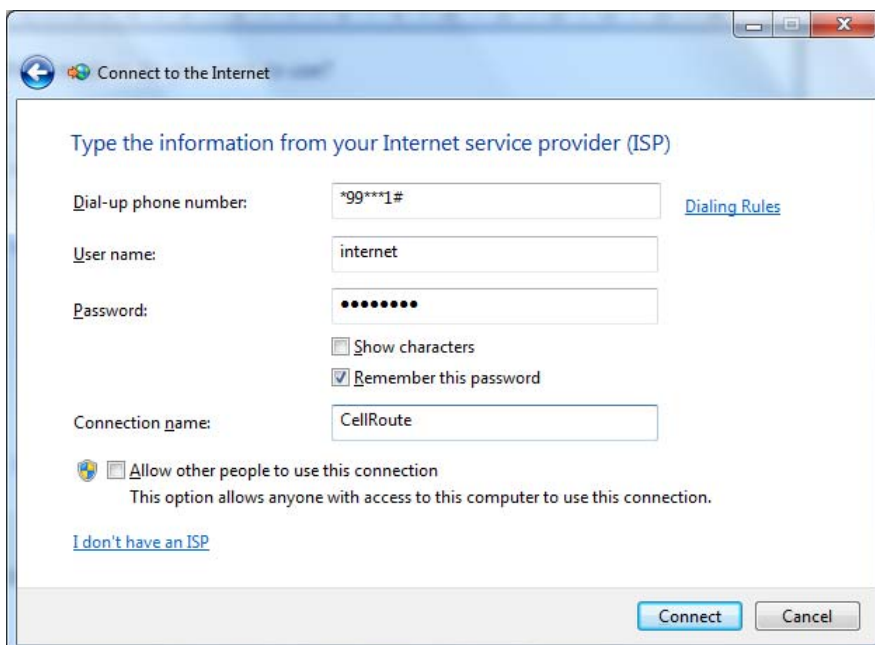 Connect to the Internet
Type the information from your Internet service provider (ISP)
Dial-up phone number: *99***1# Dialing Rules
User name: internet
Password: ••••••••
Show characters
Remember this password
Connection name: CellRoute
Allow other people to use this connection
This option allows anyone with access to this computer to use this connection.
I don't have an ISP
Connect Cancel